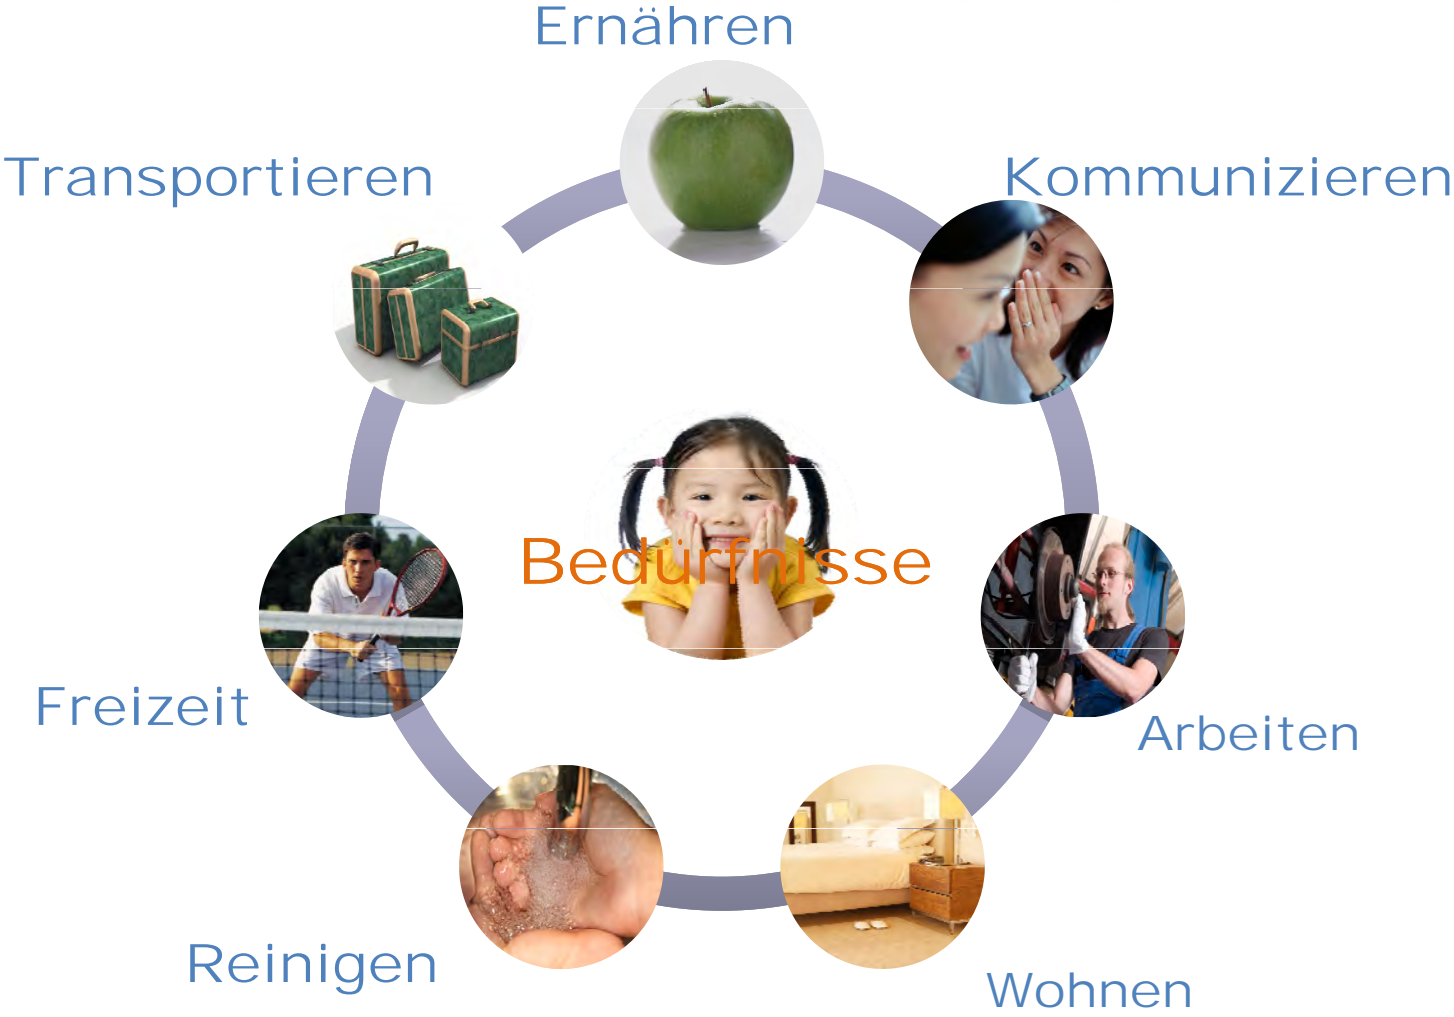 Ernähren
Transportieren
Kommunizieren
Bedürfnisse
Freizeit
Arbeiten
Reinigen
Wohnen